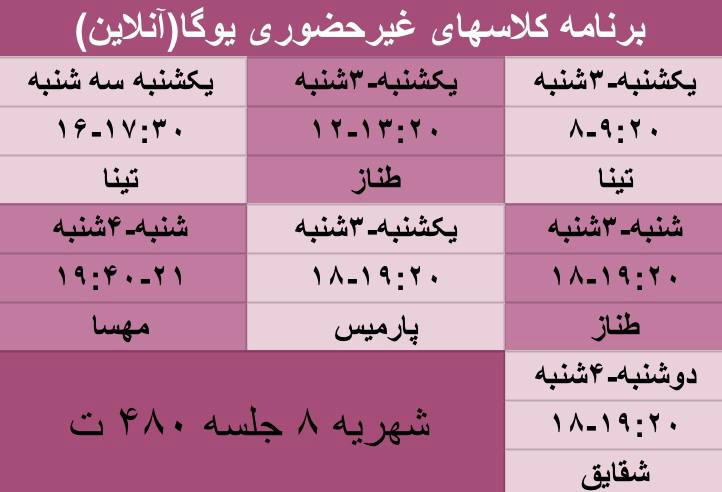 برنامه کلاسهای غیرحضوری یوگا(آنلاین)
یکشنبه-۳شنبه یکشنبه-۳شنبه یکشنبه سه شنبه
۸-۹:۲۰ ۱۲-۱۳:۲۰ ۱۶-۱۷:۳۰
تینا طناز تینا
شنبه-۳شنبه یکشنبه-۳شنبه شنبه-۴شنبه
۱۸-۱۹:۲۰ ۱۸-۱۹:۲۰ ۱۹:۴۰-۲۱
طناز پارمیس مهسا
دوشنبه-۴شنبه
۱۸-۱۹:۲۰
شقایق
شهریه ۸ جلسه ۴۸۰ ت